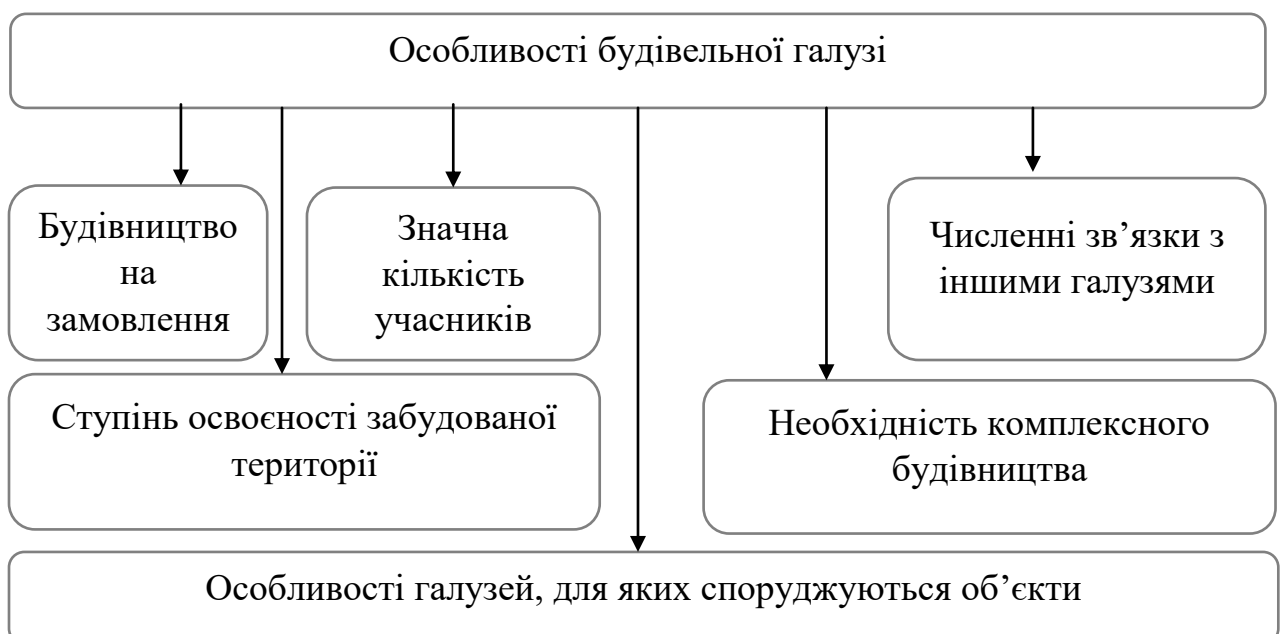 Особливості будівельної галузі
Будівництво
на
замовлення
Значна
кількість
учасників
Численні зв’язки з
іншими галузями
Ступінь освоєності забудованої
території
Необхідність комплексного
будівництва
Особливості галузей, для яких споруджуються об’єкти